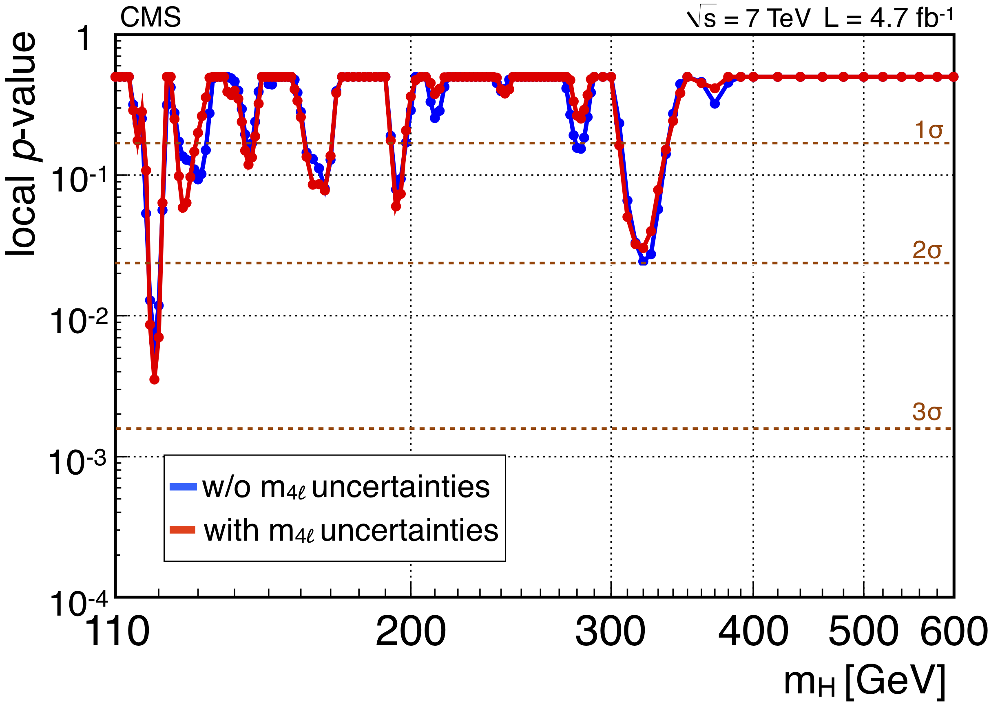 CMS
√s = 7 TeV L = 4.7 fb-1
local p-value
1
10-1
10-2
10-3
10-4
1σ
2σ
3σ
w/o m4ℓ uncertainties
with m4ℓ uncertainties
110 200 300 400 500 600
mH [GeV]